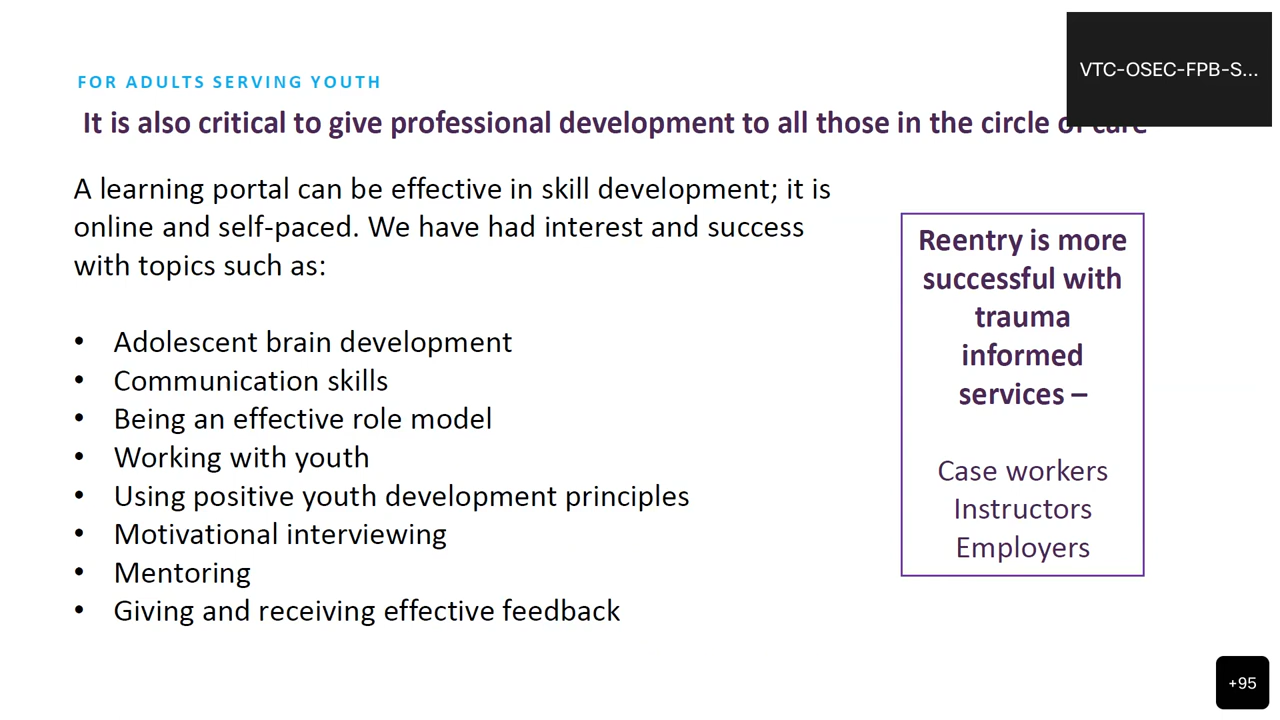 FOR ADULTS SERVING YOUTH
VTC-OSEC-FPB-S...
It is also critical to give professional development to all those in the circle of care
A learning portal can be effective in skill development; it is
online and self-paced. We have had interest and success
with topics such as:
• Adolescent brain development
• Communication skills
• Being an effective role model
• Working with youth
• Using positive youth development principles
• Motivational interviewing
• Mentoring
• Giving and receiving effective feedback
Reentry is more
successful with
trauma
informed
services –
Case workers
Instructors
Employers
+95